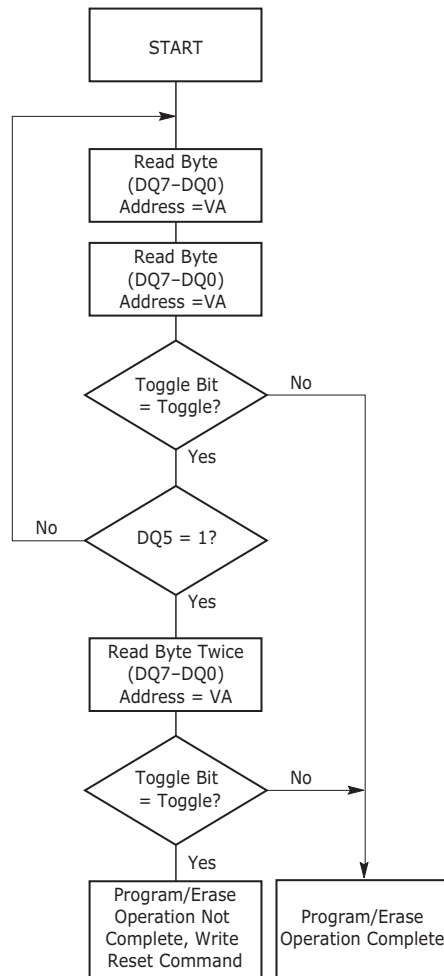 START
Read Byte
(DQ7–DQ0)
Address =VA
Read Byte
(DQ7–DQ0)
Address =VA
Toggle Bit
= Toggle?
No
Yes
No
DQ5 = 1?
Yes
Read Byte Twice
(DQ7–DQ0)
Address = VA
Toggle Bit
= Toggle?
No
Yes
Program/Erase
Operation Not
Complete, Write
Reset Command
Program/Erase
Operation Complete